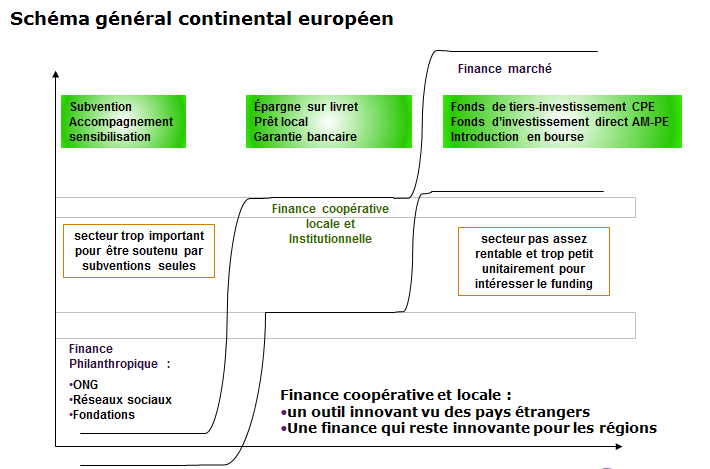 Schéma général continental européen
Finance marché
Subvention
Accompagnement
sensibilisation
Épargne sur livret
Prêt local
Garantie bancaire
Fonds de tiers-investissement CPE
Fonds d'investissement direct AM-PE
Introduction en bourse
Finance coopérative
locale et
Institutionnelle
secteur trop important
pour être soutenu par
subventions seules
secteur pas assez
rentable et trop petit
unitairement pour
intéresser le funding
Finance
Philanthropique :
•ONG
•Réseaux sociaux
•Fondations
Finance coopérative et locale :
•un outil innovant vu des pays étrangers
•Une finance qui reste innovante pour les régions